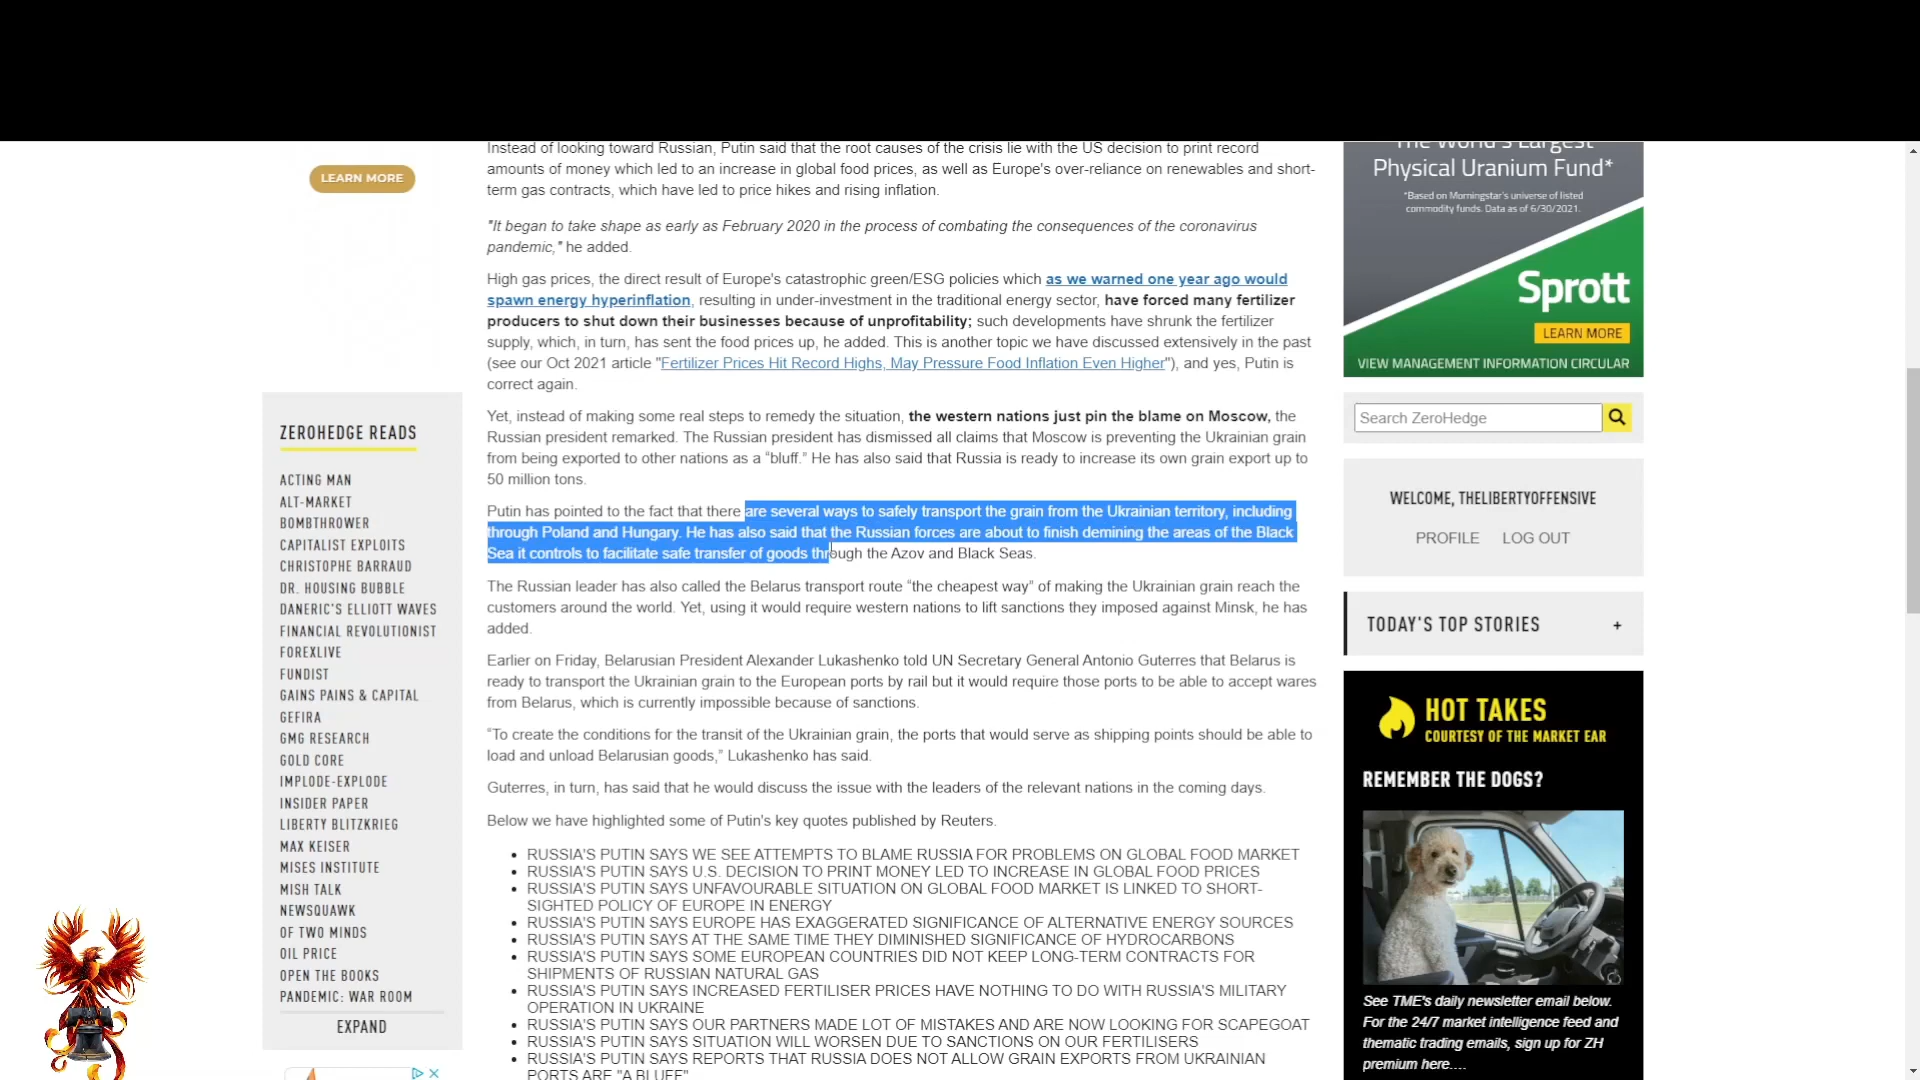 LEARN MORE
Instead of looking toward Russian, Putin said that the root causes of the crisis lie with the US decision to print record
amounts of money which led to an increase in global food prices, as well as Europe's over-reliance on renewables and short-
term gas contracts, which have led to price hikes and rising inflation.
"It began to take shape as early as February 2020 in the process of combating the consequences of the coronavirus
pandemic," he added.
High gas prices, the direct result of Europe's catastrophic green/ESG policies which as we warned one year ago would
spawn energy hyperinflation, resulting in under-investment in the traditional energy sector, have forced many fertilizer
producers to shut down their businesses because of unprofitability; such developments have shrunk the fertilizer
supply, which, in turn, has sent the food prices up, he added. This is another topic we have discussed extensively in the past
(see our Oct 2021 article "Fertilizer Prices Hit Record Highs, May Pressure Food Inflation Even Higher"), and yes, Putin is
correct again.
Yet, instead of making some real steps to remedy the situation, the western nations just pin the blame on Moscow, the
Russian president remarked. The Russian president has dismissed all claims that Moscow is preventing the Ukrainian grain
from being exported to other nations as a “bluff.” He has also said that Russia is ready to increase its own grain export up to
50 million tons.
Putin has pointed to the fact that there are several ways to safely transport the grain from the Ukrainian territory, including
through Poland and Hungary. He has also said that the Russian forces are about to finish demining the areas of the Black
Sea it controls to facilitate safe transfer of goods through the Azov and Black Seas.
The Russian leader has also called the Belarus transport route “the cheapest way” of making the Ukrainian grain reach the
customers around the world. Yet, using it would require western nations to lift sanctions they imposed against Minsk, he has
added.
Earlier on Friday, Belarusian President Alexander Lukashenko told UN Secretary General Antonio Guterres that Belarus is
ready to transport the Ukrainian grain to the European ports by rail but it would require those ports to be able to accept wares
from Belarus, which is currently impossible because of sanctions.
“To create the conditions for the transit of the Ukrainian grain, the ports that would serve as shipping points should be able to
load and unload Belarusian goods,” Lukashenko has said.
Guterres, in turn, has said that he would discuss the issue with the leaders of the relevant nations in the coming days.
Below we have highlighted some of Putin's key quotes published by Reuters.
• RUSSIA'S PUTIN SAYS WE SEE ATTEMPTS TO BLAME RUSSIA FOR PROBLEMS ON GLOBAL FOOD MARKET
• RUSSIA'S PUTIN SAYS U.S. DECISION TO PRINT MONEY LED TO INCREASE IN GLOBAL FOOD PRICES
• RUSSIA'S PUTIN SAYS UNFAVOURABLE SITUATION ON GLOBAL FOOD MARKET IS LINKED TO SHORT-
SIGHTED POLICY OF EUROPE IN ENERGY
• RUSSIA'S PUTIN SAYS EUROPE HAS EXAGGERATED SIGNIFICANCE OF ALTERNATIVE ENERGY SOURCES
• RUSSIA'S PUTIN SAYS AT THE SAME TIME THEY DIMINISHED SIGNIFICANCE OF HYDROCARBONS
• RUSSIA'S PUTIN SAYS SOME EUROPEAN COUNTRIES DID NOT KEEP LONG-TERM CONTRACTS FOR
SHIPMENTS OF RUSSIAN NATURAL GAS
• RUSSIA'S PUTIN SAYS INCREASED FERTILISER PRICES HAVE NOTHING TO DO WITH RUSSIA'S MILITARY
OPERATION IN UKRAINE
• RUSSIA'S PUTIN SAYS OUR PARTNERS MADE LOT OF MISTAKES AND ARE NOW LOOKING FOR SCAPEGOAT
• RUSSIA'S PUTIN SAYS SITUATION WILL WORSEN DUE TO SANCTIONS ON OUR FERTILISERS
• RUSSIA'S PUTIN SAYS REPORTS THAT RUSSIA DOES NOT ALLOW GRAIN EXPORTS FROM UKRAINIAN
PORTS ARE "A BLUFF"
ZEROHEDGE READS
ACTING MAN
ALT-MARKET
BOMBTHROWER
CAPITALIST EXPLOITS
CHRISTOPHE BARRAUD
DR. HOUSING BUBBLE
DANERIC'S ELLIOTT WAVES
FINANCIAL REVOLUTIONIST
FOREXLIVE
FUNDIST
GAINS PAINS & CAPITAL
GEFIRA
GMG RESEARCH
GOLD CORE
IMPLODE-EXPLODE
INSIDER PAPER
LIBERTY BLITZKRIEG
MAX KEISER
MISES INSTITUTE
MISH TALK
NEWSQUAWK
OF TWO MINDS
OIL PRICE
OPEN THE BOOKS
PANDEMIC: WAR ROOM
EXPAND
The World's Largest
Physical Uranium Fund*
*Based on Morningstar's universe of listed
commodity funds. Data as of 6/30/2021.
Sprott
LEARN MORE
VIEW MANAGEMENT INFORMATION CIRCULAR
Search ZeroHedge
WELCOME, THELIBERTYOFFENSIVE
PROFILE LOG OUT
TODAY'S TOP STORIES +
HOT TAKES
COURTESY OF THE MARKET EAR
REMEMBER THE DOGS?
See TME's daily newsletter email below.
For the 24/7 market intelligence feed and
thematic trading emails, sign up for ZH
premium here....